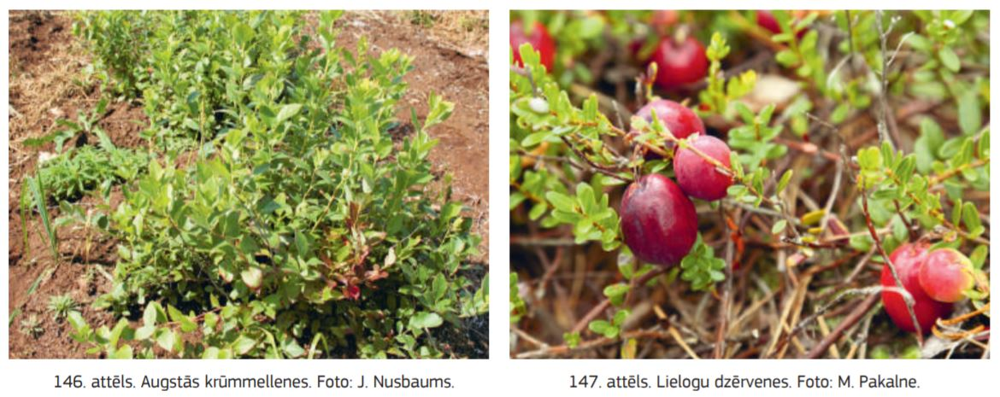 146. attēls. Augstās krūmmellenes. Foto: J. Nusbaums.
147. attēls. Lielogu dzērvenes. Foto: M. Pakalne.